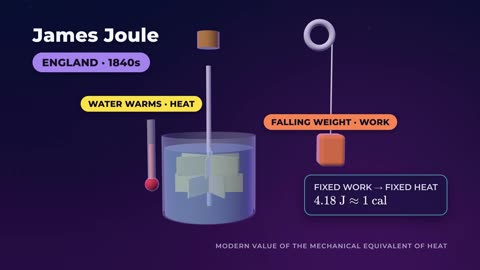 James Joule
ENGLAND · 1840s
WATER WARMS · HEAT
FALLING WEIGHT · WORK
FIXED WORK → FIXED HEAT
4.18 J ≈ 1 cal
MODERN VALUE OF THE MECHANICAL EQUIVALENT OF HEAT